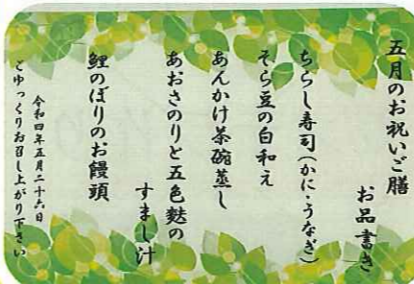 五月のお祝いご膳
お品書き
ちらし寿司(かに・うなぎ)
そら豆の白和え
あんかけ茶碗蒸し
あおさのりと五色麩の
すまし汁
鯉のぼりのお饅頭
令和四年五月二十六日
ごゆっくりお召し上がり下さい